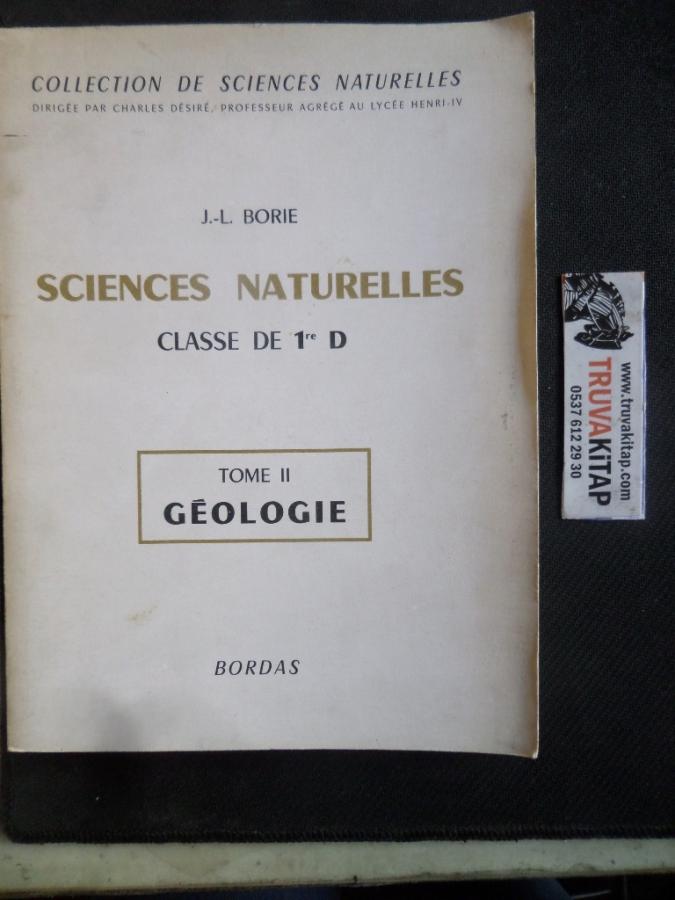 COLLECTION DE SCIENCES NATURELLES
DIRIGÉE PAR CHARLES DÉSIRÉ, PROFESSEUR AGRÉGÉ AU LYCÉE HENRI-IV
J.-L. BORIE
SCIENCES NATURELLES
CLASSE DE 1re D
TOME II
GÉOLOGIE
BORDAS
www.truvakitap.com
TRUVAKiTAP
0537 612 29 30